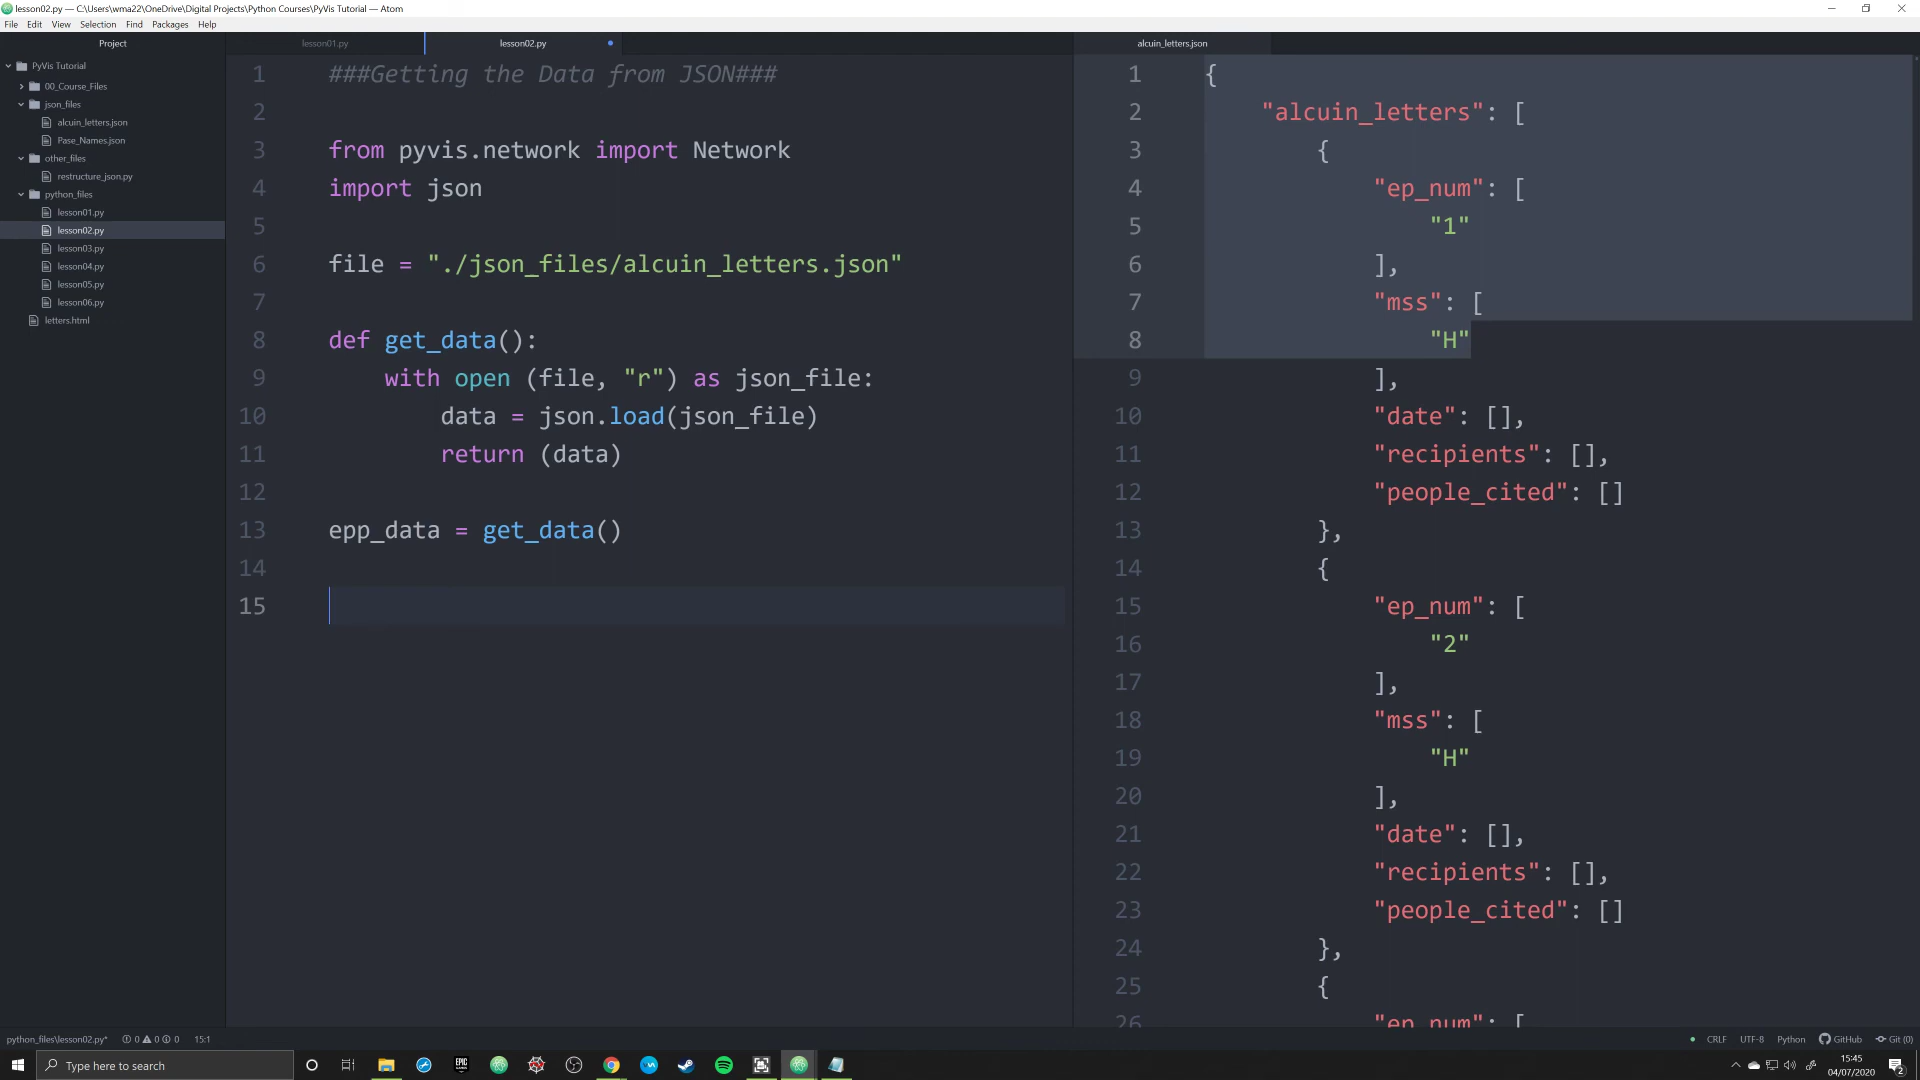 lesson02.py — C:\Users\wma22\OneDrive\Digital Projects\Python Courses\PyVis Tutorial — Atom
File Edit View Selection Find Packages Help
Project
PyVis Tutorial
00_Course_Files
json_files
alcuin_letters.json
Pase_Names.json
other_files
restructure_json.py
python_files
lesson01.py
lesson02.py
lesson03.py
lesson04.py
lesson05.py
lesson06.py
letters.html
lesson01.py
lesson02.py
1 ###Getting the Data from JSON###
2
3 from pyvis.network import Network
4 import json
5
6 file = "./json_files/alcuin_letters.json"
7
8 def get_data():
9 with open (file, "r") as json_file:
10 data = json.load(json_file)
11 return (data)
12
13 epp_data = get_data()
14
15
alcuin_letters.json
1 {
2 "alcuin_letters": [
3 {
4 "ep_num": [
5 "1"
6 ],
7 "mss": [
8 "H"
9 ],
10 "date": [],
11 "recipients": [],
12 "people_cited": []
13 },
14 {
15 "ep_num": [
16 "2"
17 ],
18 "mss": [
19 "H"
20 ],
21 "date": [],
22 "recipients": [],
23 "people_cited": []
24 },
25 {
26 "ep_num": [
python_files\lesson02.py* 0 0 0 15:1
CRLF UTF-8 Python GitHub Git (0)
Type here to search
EPIC GAMES
15:45
04/07/2020
2